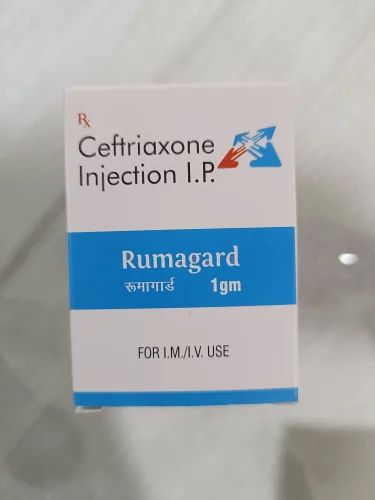 Rx
Ceftriaxone
Injection I.P.
Rumagard
रूमागार्ड 1gm
FOR I.M./I.V. USE